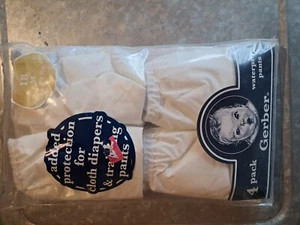 added
protection
for
cloth diapers
& training
pants
waterproof
pants
Gerber®
4 pack